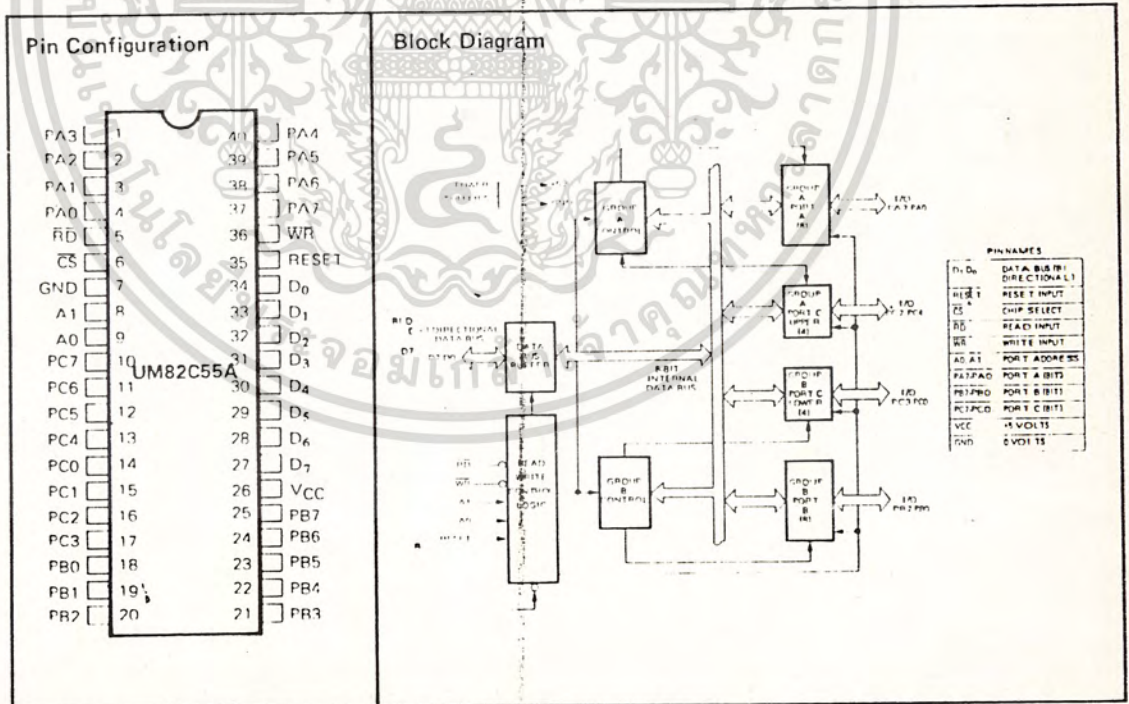 Pin Configuration
PA3 1
PA2 2
PA1 3
PA0 4
RD 5
CS 6
GND 7
A1 8
A0 9
PC7 10
PC6 11
PC5 12
PC4 13
PC0 14
PC1 15
PC2 16
PC3 17
PB0 18
PB1 19
PB2 20
UM82C55A
40 PA4
39 PA5
38 PA6
37 PA7
36 WR
35 RESET
34 D0
33 D1
32 D2
31 D3
30 D4
29 D5
28 D6
27 D7
26 VCC
25 PB7
24 PB6
23 PB5
22 PB4
21 PB3
Block Diagram
GROUP
A
CONTROL
GROUP
A
PORT
A
(8)
I/O
PA7-PA0
GROUP
A
PORT C
UPPER
(4)
I/O
DATA
BUS
BUFFER
8 BIT
INTERNAL
DATA BUS
GROUP
B
PORT C
LOWER
(4)
I/O
PC3-PC0
RD
WR
A1
A0
READ
WRITE
CONTROL
LOGIC
GROUP
B
CONTROL
GROUP
B
PORT
B
(8)
I/O
PB7-PB0
PIN NAMES
D7-D0 DATA BUS (BI
DIRECTIONAL)
RESET RESET INPUT
CS CHIP SELECT
RD READ INPUT
WR WRITE INPUT
A0 A1 PORT ADDRESS
PA7-PA0 PORT A (BIT)
PB7-PB0 PORT B (BIT)
PC7-PC0 PORT C (BIT)
VCC +5 VOLTS
GND 0 VOLTS